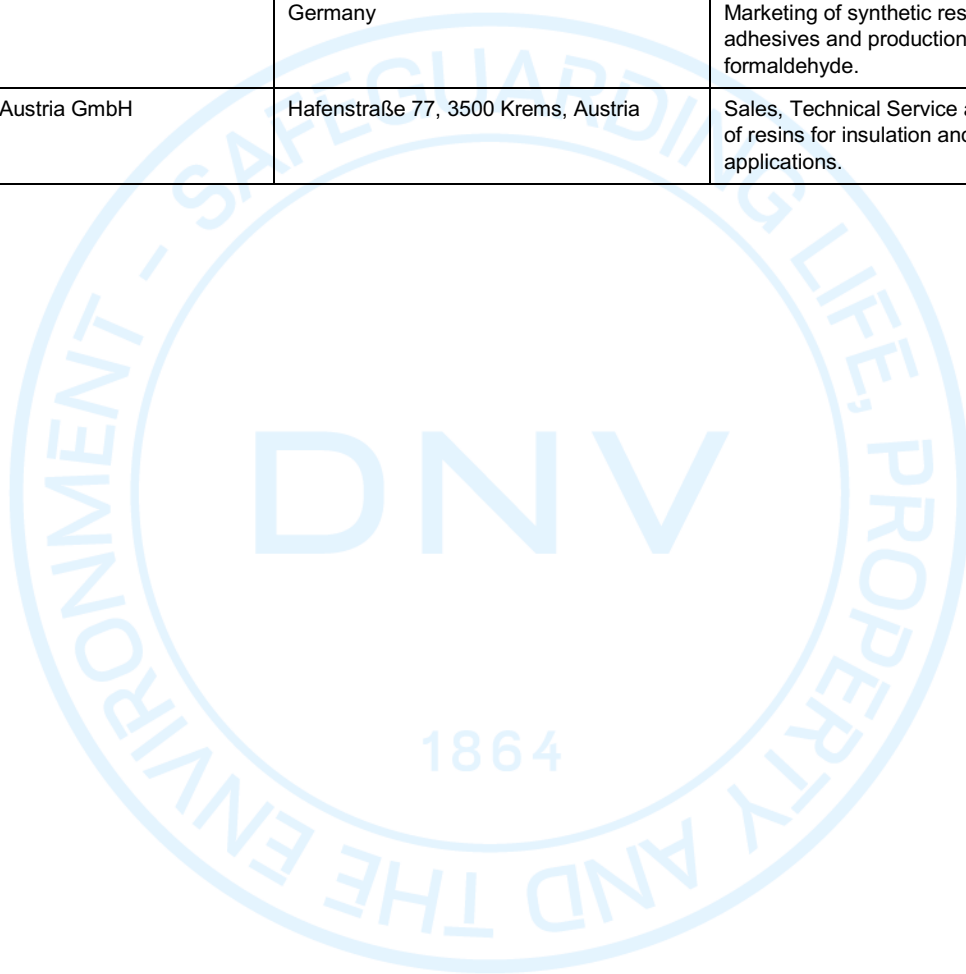 Germany
Marketing of synthetic res
adhesives and production
formaldehyde.
Austria GmbH
Hafenstraße 77, 3500 Krems, Austria
Sales, Technical Service a
of resins for insulation and
applications.
SAFEGUARDING LIFE, PROPERTY AND THE ENVIRONMENT -
DNV
1864